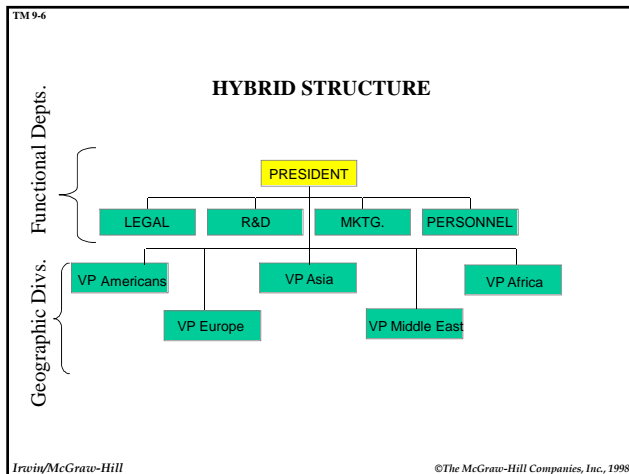 TM 9-6
HYBRID STRUCTURE
Functional Depts.
PRESIDENT
LEGAL
R&D
MKTG.
PERSONNEL
Geographic Divs.
VP Americans
VP Asia
VP Africa
VP Europe
VP Middle East
Irwin/McGraw-Hill
©The McGraw-Hill Companies, Inc., 1998